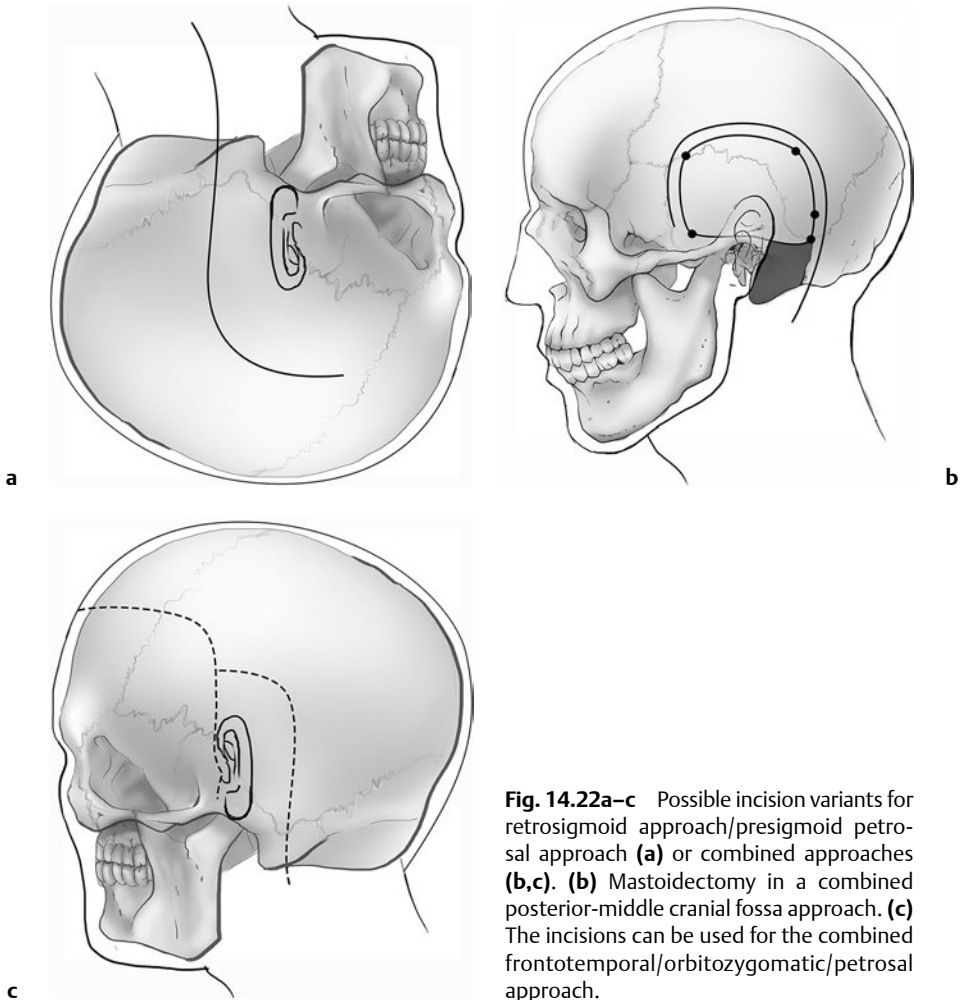 a
b
c
Fig. 14.22a–c Possible incision variants for
retrosigmoid approach/presigmoid petro-
sal approach (a) or combined approaches
(b,c). (b) Mastoidectomy in a combined
posterior-middle cranial fossa approach. (c)
The incisions can be used for the combined
frontotemporal/orbitozygomatic/petrosal
approach.